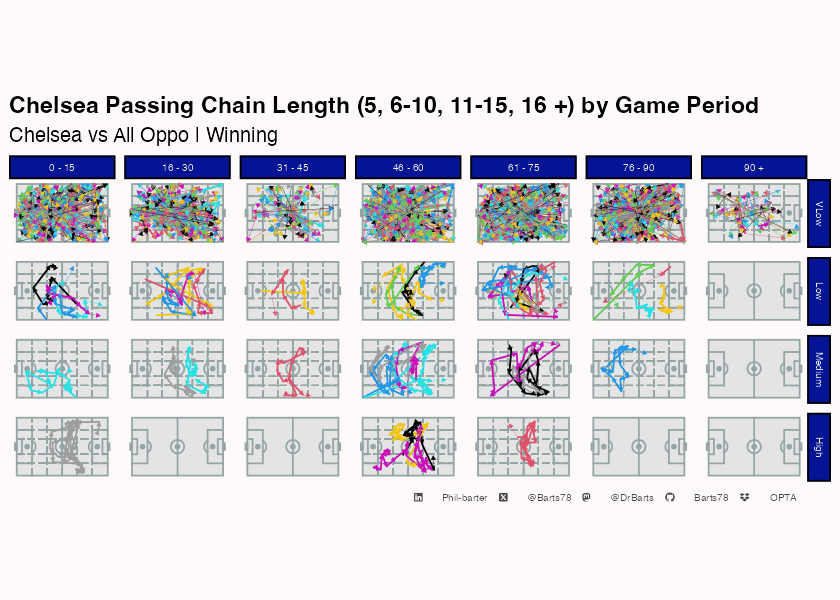 Chelsea Passing Chain Length (5, 6-10, 11-15, 16 +) by Game Period
Chelsea vs All Oppo | Winning
0 - 15 16 - 30 31 - 45 46 - 60 61 - 75 76 - 90 90 +
V.Low
Low
Medium
High
Phil-barter @Barts78 @DrBarts Barts78 OPTA